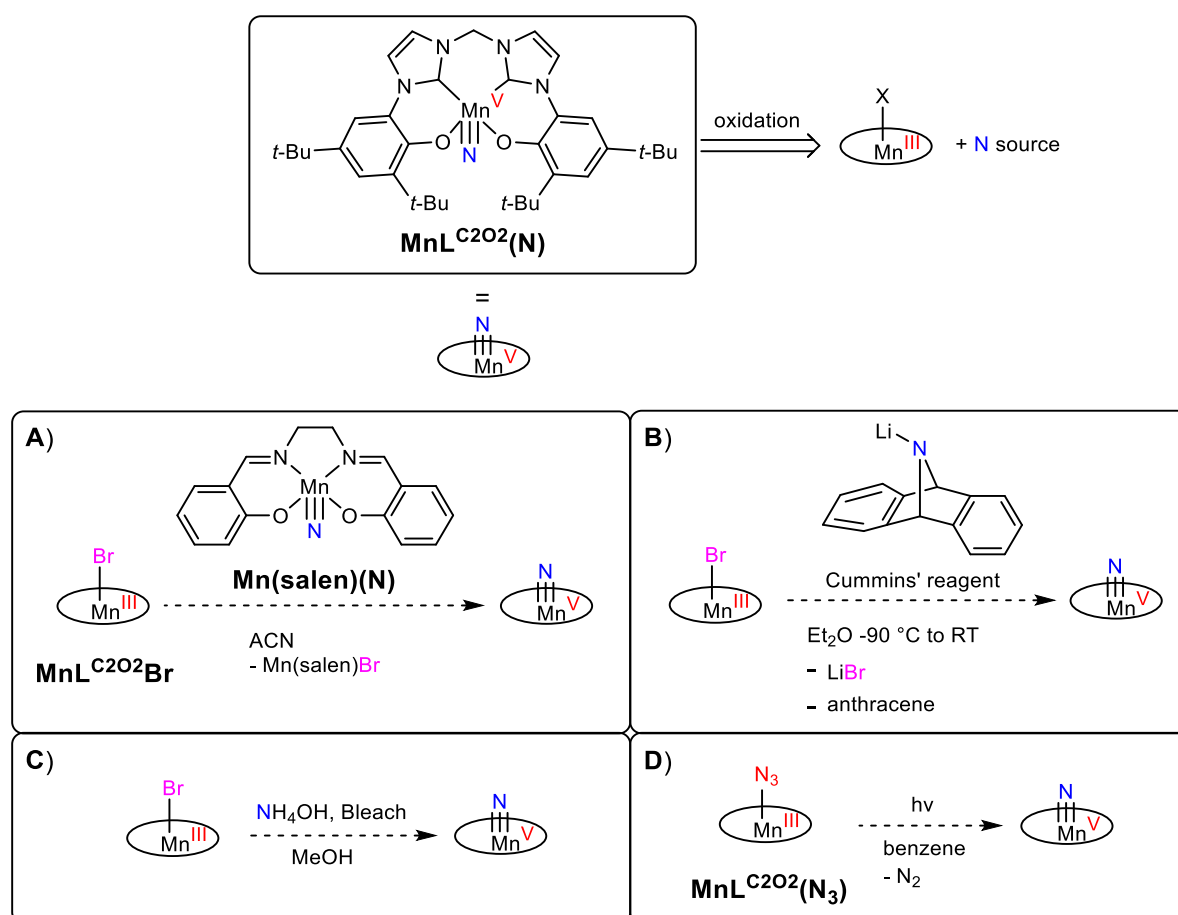 N N
N N
Mn V
t-Bu O N O t-Bu
t-Bu t-Bu
MnL^C2O2(N)
oxidation
X
Mn III
+ N source
=
N
Mn V
A)
N N
Mn
O N O
Mn(salen)(N)
Br
Mn III
MnL^C2O2Br
ACN
- Mn(salen)Br
N
Mn V
B)
Li
N
Br
Mn III
Cummins' reagent
Et2O -90 °C to RT
- LiBr
- anthracene
N
Mn V
C)
Br
Mn III
NH4OH, Bleach
MeOH
N
Mn V
D)
N3
Mn III
MnL^C2O2(N3)
hv
benzene
- N2
N
Mn V